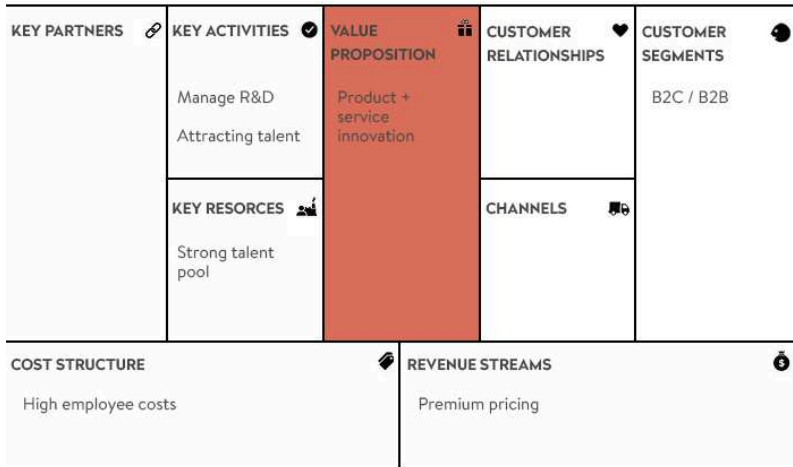 KEY PARTNERS
KEY ACTIVITIES
Manage R&D
Attracting talent
KEY RESORCES
Strong talent
pool
VALUE
PROPOSITION
Product +
service
innovation
CUSTOMER
RELATIONSHIPS
CHANNELS
CUSTOMER
SEGMENTS
B2C / B2B
COST STRUCTURE
High employee costs
REVENUE STREAMS
Premium pricing